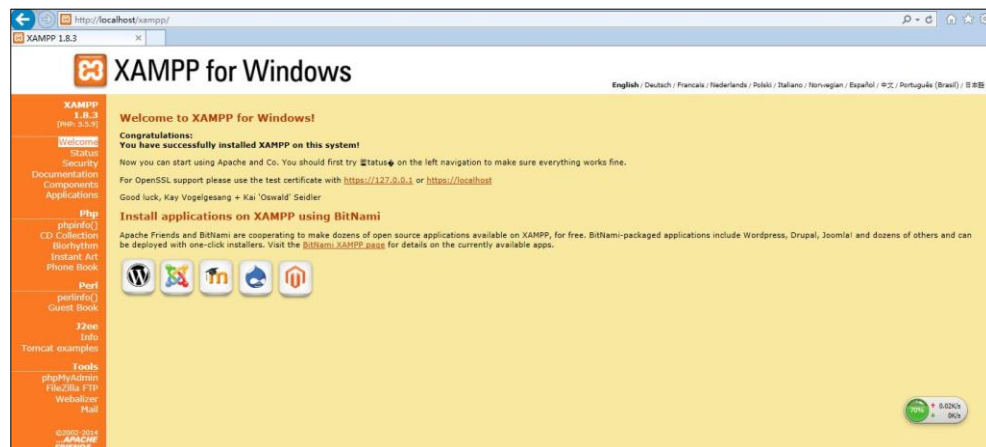 http://localhost/xampp/
XAMPP 1.8.3
XAMPP for Windows
English / Deutsch / Francais / Nederlands / Polski / Italiano / Norwegian / Español / 中文 / Português (Brasil) / 日本語
XAMPP
1.8.3
[PHP: 5.5.9]
Welcome
Status
Security
Documentation
Components
Applications
Php
phpinfo()
CD Collection
Biorhythm
Instant Art
Phone Book
Perl
perlinfo()
Guest Book
J2ee
Info
Tomcat examples
Tools
phpMyAdmin
FileZilla FTP
Webalizer
Mail
©2002-2014
...APACHE
FRIENDS
Welcome to XAMPP for Windows!
Congratulations:
You have successfully installed XAMPP on this system!
Now you can start using Apache and Co. You should first try tatus� on the left navigation to make sure everything works fine.
For OpenSSL support please use the test certificate with https://127.0.0.1 or https://localhost
Good luck, Kay Vogelgesang + Kai 'Oswald' Seidler
Install applications on XAMPP using BitNami
Apache Friends and BitNami are cooperating to make dozens of open source applications available on XAMPP, for free. BitNami-packaged applications include Wordpress, Drupal, Joomla! and dozens of others and can
be deployed with one-click installers. Visit the BitNami XAMPP page for details on the currently available apps.
70%
0.02K/s
0K/s